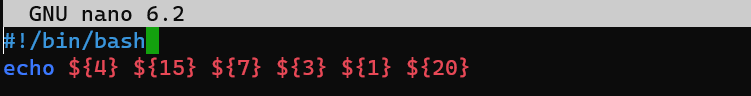 GNU nano 6.2
#!/bin/bash
echo ${4} ${15} ${7} ${3} ${1} ${20}